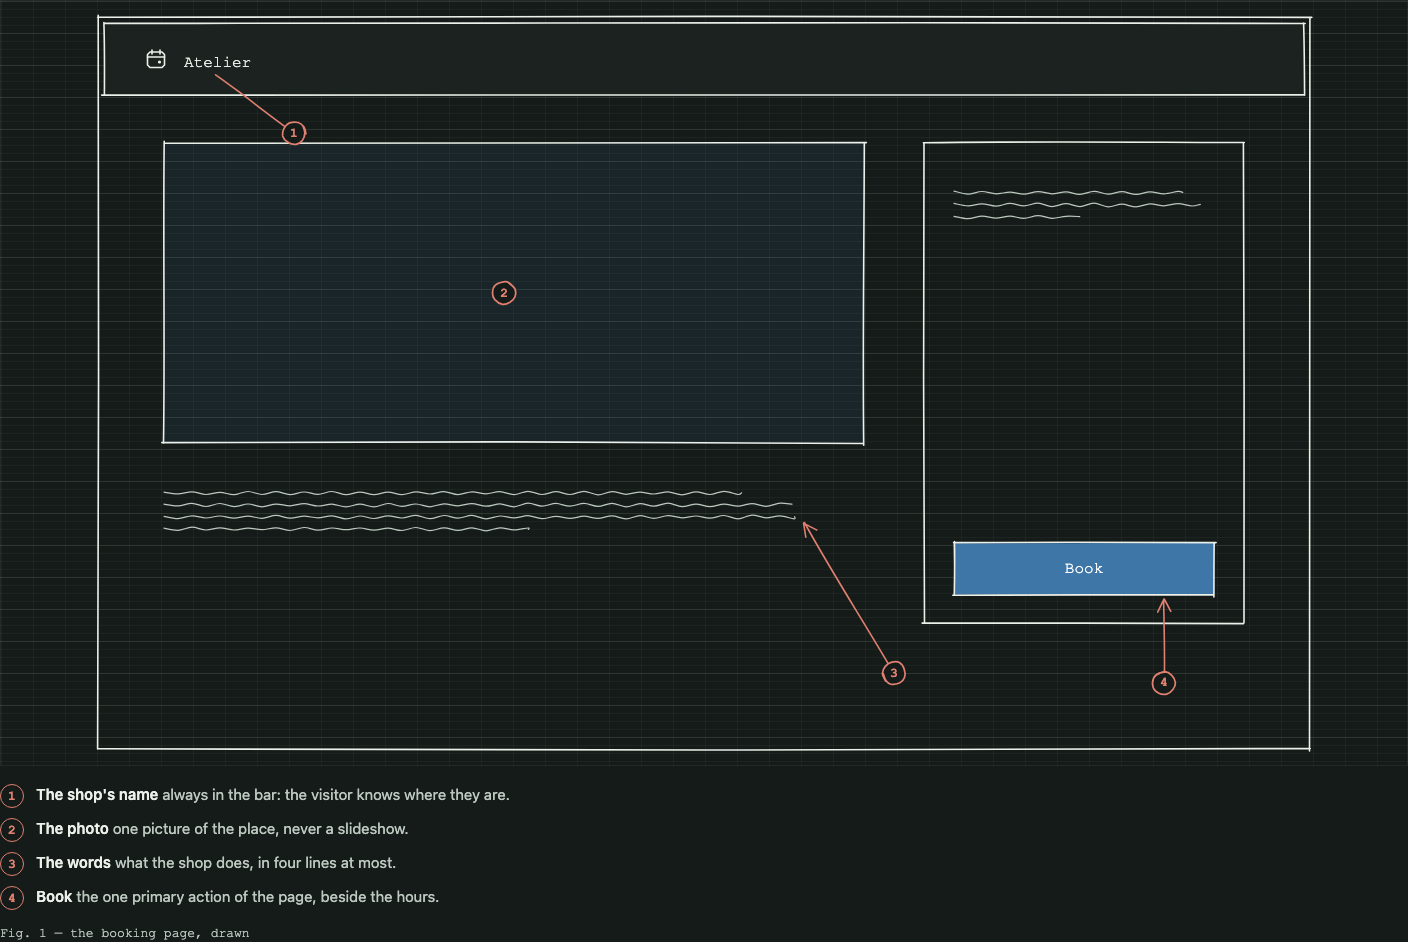 Atelier
1
2
Book
3
4
1 The shop's name always in the bar: the visitor knows where they are.
2 The photo one picture of the place, never a slideshow.
3 The words what the shop does, in four lines at most.
4 Book the one primary action of the page, beside the hours.
Fig. 1 — the booking page, drawn